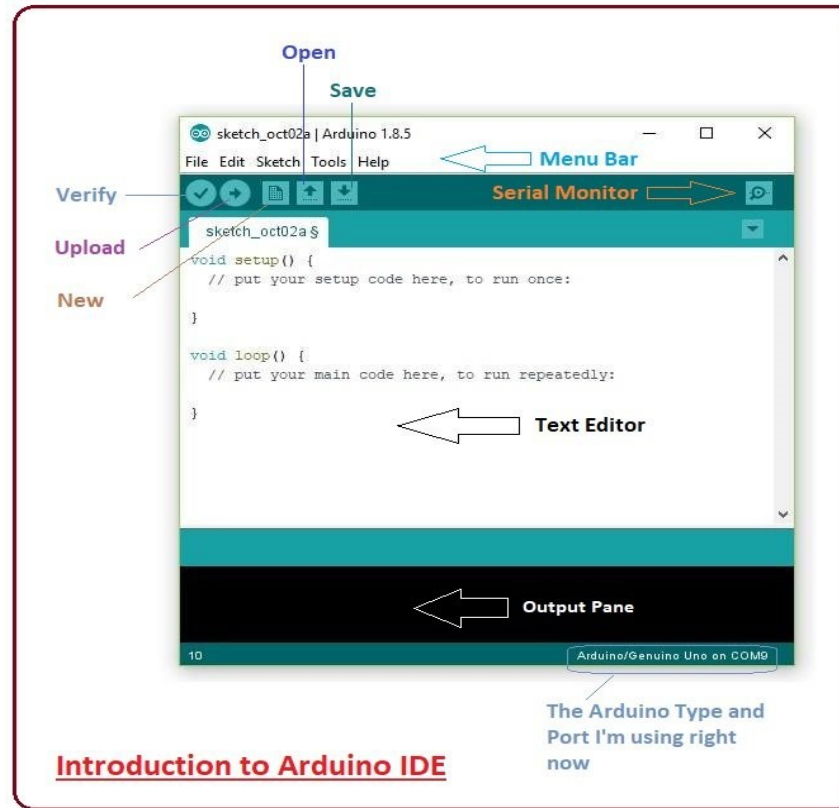 Open
Save
sketch_oct02a | Arduino 1.8.5
File Edit Sketch Tools Help
Menu Bar
Verify
Serial Monitor
Upload
sketch_oct02a §
New
void setup() {
// put your setup code here, to run once:
}
void loop() {
// put your main code here, to run repeatedly:
}
Text Editor
Output Pane
10
Arduino/Genuino Uno on COM9
The Arduino Type and
Port I'm using right
now
Introduction to Arduino IDE